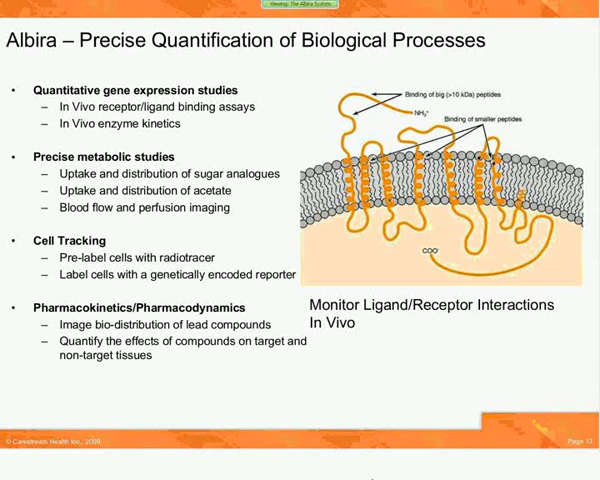 Viewing: The Albira System
Albira – Precise Quantification of Biological Processes
• Quantitative gene expression studies
– In Vivo receptor/ligand binding assays
– In Vivo enzyme kinetics
• Precise metabolic studies
– Uptake and distribution of sugar analogues
– Uptake and distribution of acetate
– Blood flow and perfusion imaging
• Cell Tracking
– Pre-label cells with radiotracer
– Label cells with a genetically encoded reporter
• Pharmacokinetics/Pharmacodynamics
– Image bio-distribution of lead compounds
– Quantify the effects of compounds on target and
non-target tissues
Binding of big (>10 kDa) peptides
NH₃⁺
Binding of smaller peptides
COO⁻
Monitor Ligand/Receptor Interactions
In Vivo
© Carestream Health Inc., 2009
Page 13